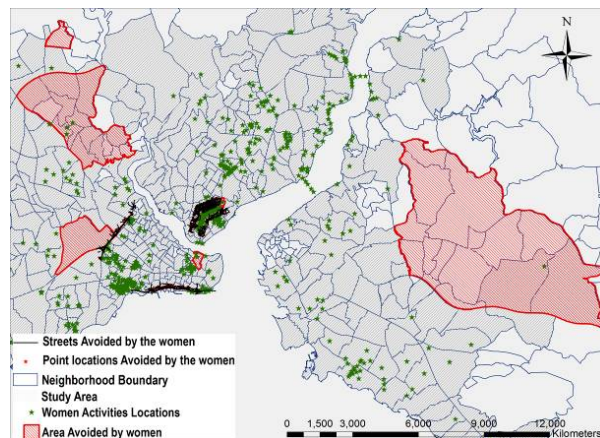 N
Streets Avoided by the women
Point locations Avoided by the women
Neighborhood Boundary
Study Area
Women Activities Locations
Area Avoided by women
0 1,500 3,000 6,000 9,000 12,000
Kilometers